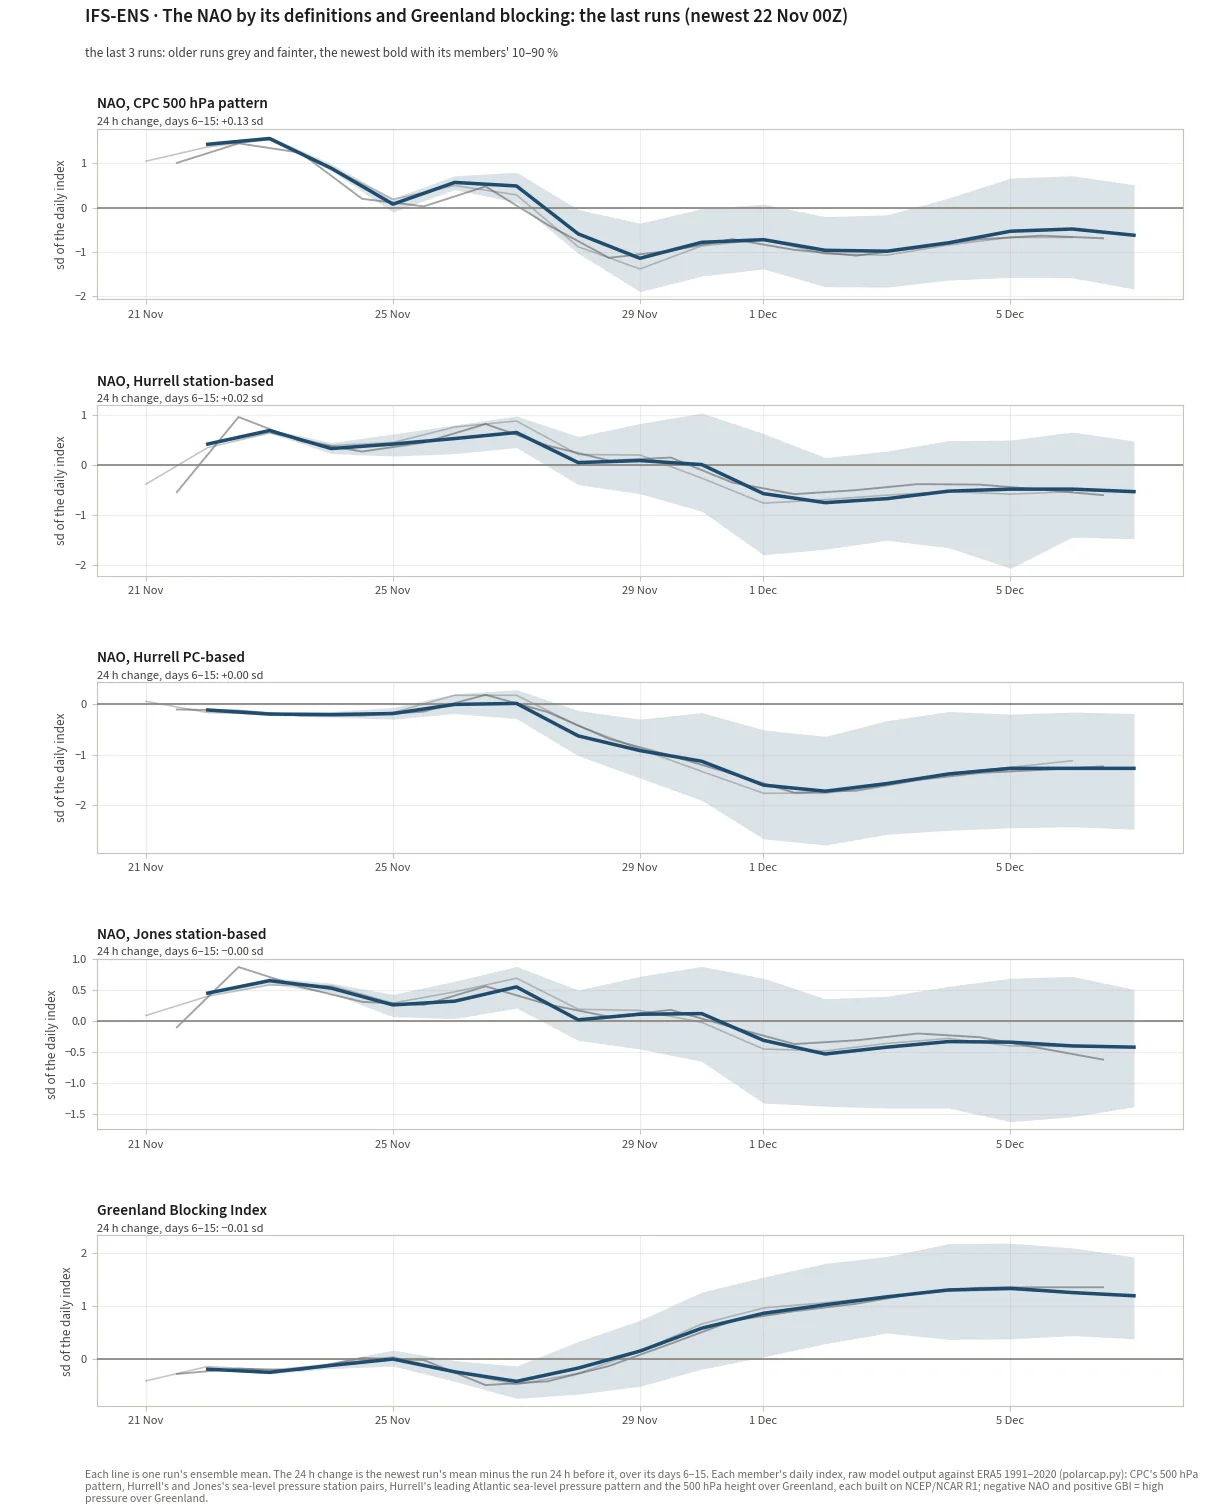 IFS-ENS · The NAO by its definitions and Greenland blocking: the last runs (newest 22 Nov 00Z)
the last 3 runs: older runs grey and fainter, the newest bold with its members' 10–90 %
NAO, CPC 500 hPa pattern
24 h change, days 6–15: +0.13 sd
sd of the daily index
1
0
−1
−2
21 Nov
25 Nov
29 Nov
1 Dec
5 Dec
NAO, Hurrell station-based
24 h change, days 6–15: +0.02 sd
sd of the daily index
1
0
−1
−2
21 Nov
25 Nov
29 Nov
1 Dec
5 Dec
NAO, Hurrell PC-based
24 h change, days 6–15: +0.00 sd
sd of the daily index
0
−1
−2
21 Nov
25 Nov
29 Nov
1 Dec
5 Dec
NAO, Jones station-based
24 h change, days 6–15: −0.00 sd
sd of the daily index
1.0
0.5
0.0
−0.5
−1.0
−1.5
21 Nov
25 Nov
29 Nov
1 Dec
5 Dec
Greenland Blocking Index
24 h change, days 6–15: −0.01 sd
sd of the daily index
2
1
0
21 Nov
25 Nov
29 Nov
1 Dec
5 Dec
Each line is one run's ensemble mean. The 24 h change is the newest run's mean minus the run 24 h before it, over its days 6–15. Each member's daily index, raw model output against ERA5 1991–2020 (polarcap.py): CPC's 500 hPa
pattern, Hurrell's and Jones's sea-level pressure station pairs, Hurrell's leading Atlantic sea-level pressure pattern and the 500 hPa height over Greenland, each built on NCEP/NCAR R1; negative NAO and positive GBI = high
pressure over Greenland.